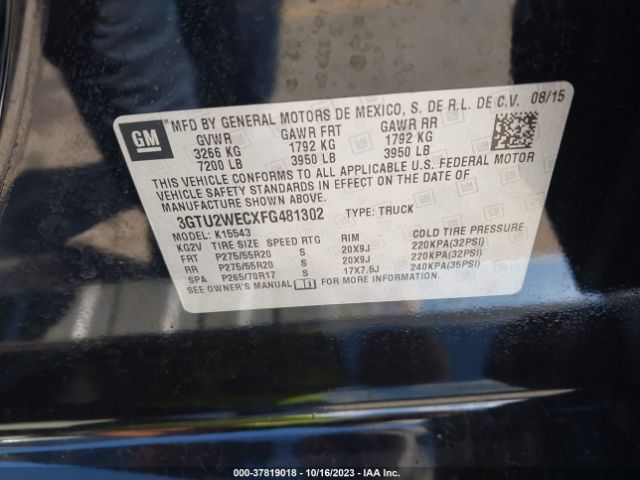 GM
MFD BY GENERAL MOTORS DE MEXICO, S. DE R.L. DE C.V. 08/15
GVWR GAWR FRT GAWR RR
3266 KG 1792 KG 1792 KG
7200 LB 3950 LB 3950 LB
THIS VEHICLE CONFORMS TO ALL APPLICABLE U.S. FEDERAL MOTOR
VEHICLE SAFETY STANDARDS IN EFFECT ON THE DATE OF
MANUFACTURE SHOWN ABOVE.
3GTU2WECXFG481302 TYPE: TRUCK
MODEL: K15543
KG2V TIRE SIZE SPEED RTG RIM COLD TIRE PRESSURE
FRT P275/55R20 S 20X9J 220KPA(32PSI)
RR P275/55R20 S 20X9J 220KPA(32PSI)
SPA P265/70R17 S 17X7.5J 240KPA(35PSI)
SEE OWNER'S MANUAL FOR MORE INFORMATION.
000-37819018 - 10/16/2023 - IAA Inc.